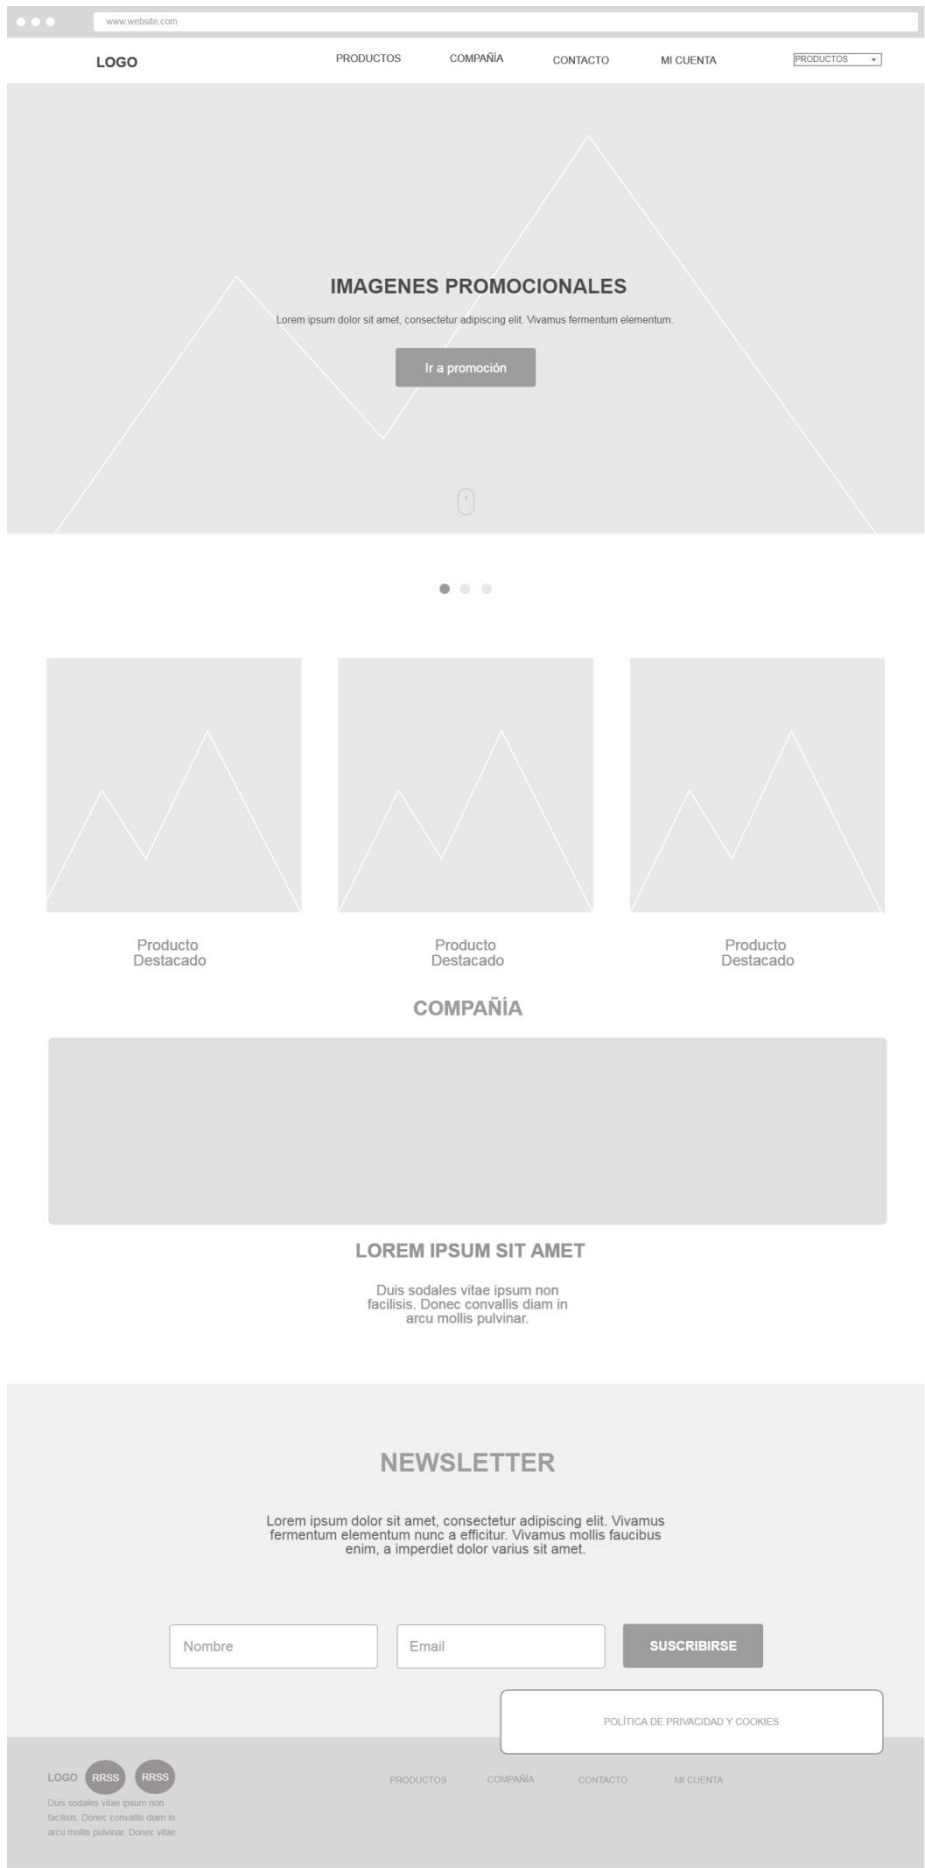 www.website.com
LOGO
PRODUCTOS
COMPAÑÍA
CONTACTO
MI CUENTA
PRODUCTOS
IMAGENES PROMOCIONALES
Lorem ipsum dolor sit amet, consectetur adipiscing elit. Vivamus fermentum elementum.
Ir a promoción
Producto
Destacado
Producto
Destacado
Producto
Destacado
COMPAÑÍA
LOREM IPSUM SIT AMET
Duis sodales vitae ipsum non
facilisis. Donec convallis diam in
arcu mollis pulvinar.
NEWSLETTER
Lorem ipsum dolor sit amet, consectetur adipiscing elit. Vivamus
fermentum elementum nunc a efficitur. Vivamus mollis faucibus
enim, a imperdiet dolor varius sit amet.
Nombre
Email
SUSCRIBIRSE
POLÍTICA DE PRIVACIDAD Y COOKIES
LOGO
RRSS
RRSS
Duis sodales vitae ipsum non
facilisis. Donec convallis diam in
arcu mollis pulvinar. Donec vitae
PRODUCTOS
COMPAÑÍA
CONTACTO
MI CUENTA